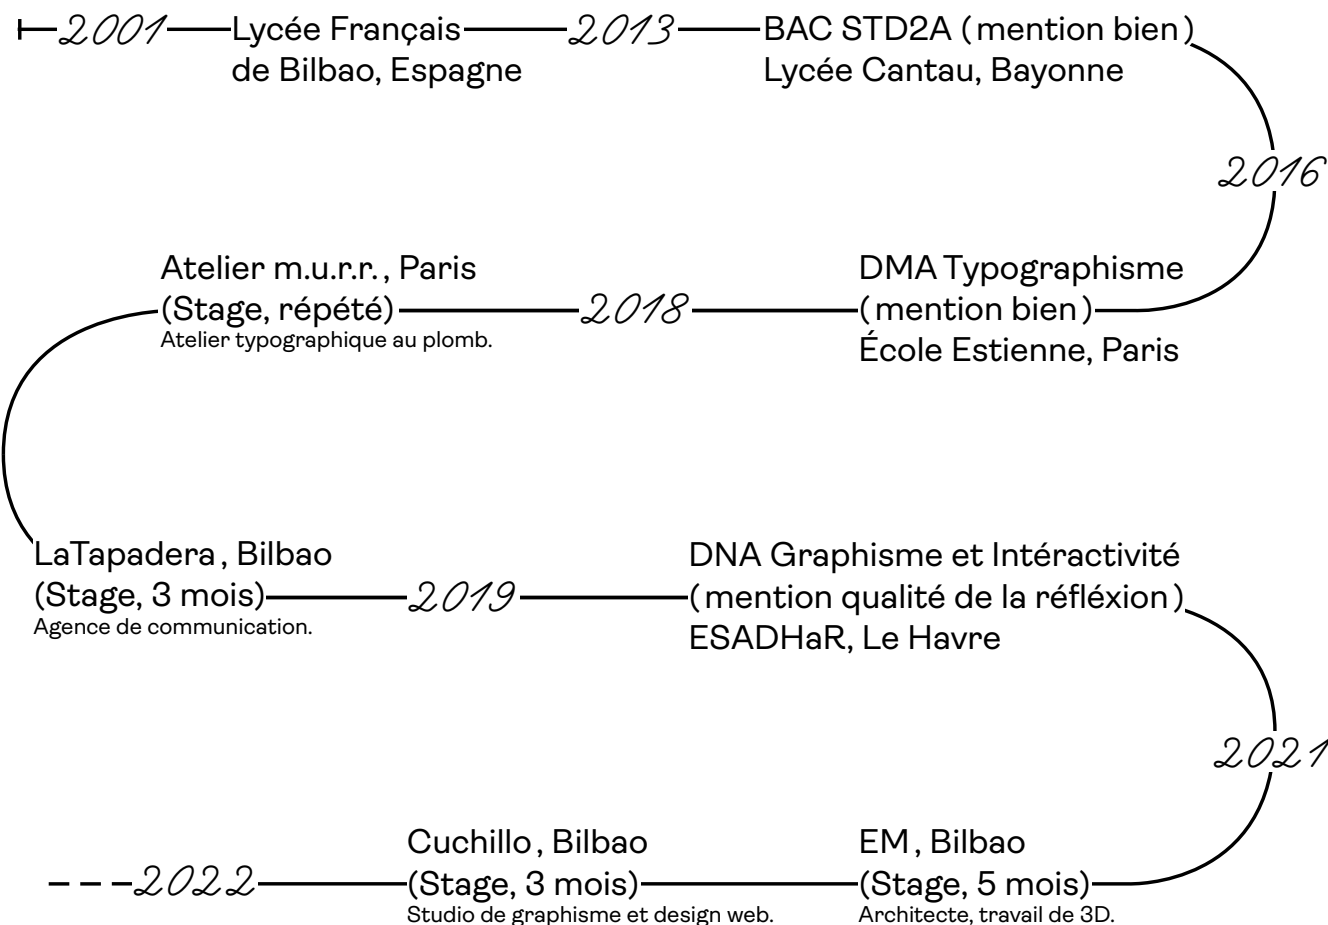 2001
Lycée Français
de Bilbao, Espagne
2013
BAC STD2A (mention bien)
Lycée Cantau, Bayonne
2016
DMA Typographisme
(mention bien)
École Estienne, Paris
2018
Atelier m.u.r.r., Paris
(Stage, répété)
Atelier typographique au plomb.
LaTapadera, Bilbao
(Stage, 3 mois)
Agence de communication.
2019
DNA Graphisme et Intéractivité
(mention qualité de la réfléxion)
ESADHaR, Le Havre
2021
EM, Bilbao
(Stage, 5 mois)
Architecte, travail de 3D.
Cuchillo, Bilbao
(Stage, 3 mois)
Studio de graphisme et design web.
2022